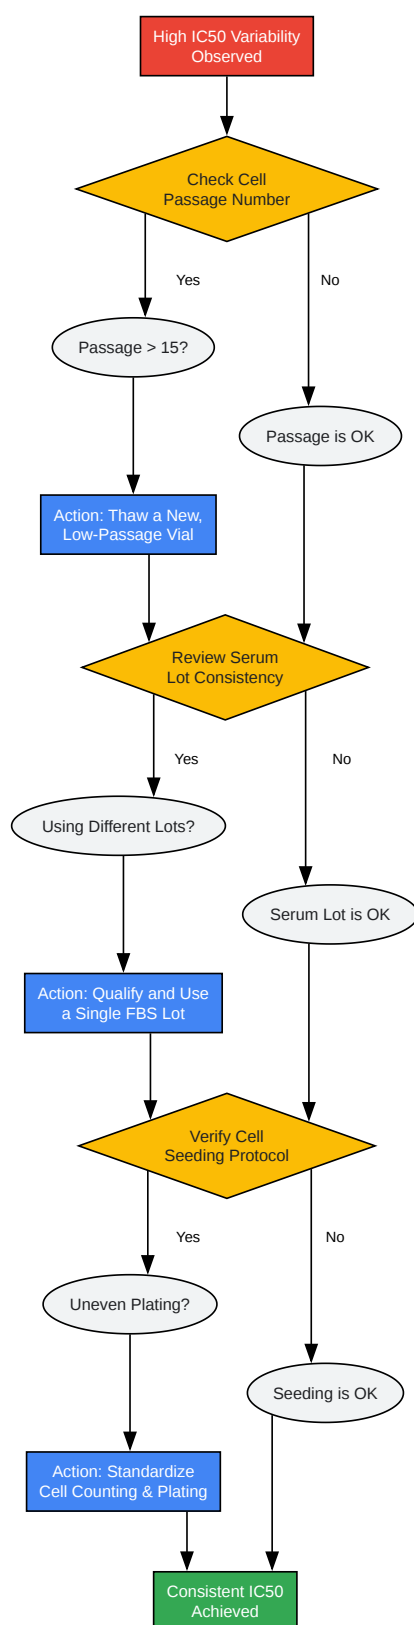 High IC50 Variability
Observed
Check Cell
Passage Number
Yes
No
Passage > 15?
Passage is OK
Action: Thaw a New,
Low-Passage Vial
Review Serum
Lot Consistency
Yes
No
Using Different Lots?
Serum Lot is OK
Action: Qualify and Use
a Single FBS Lot
Verify Cell
Seeding Protocol
Yes
No
Uneven Plating?
Seeding is OK
Action: Standardize
Cell Counting & Plating
Consistent IC50
Achieved